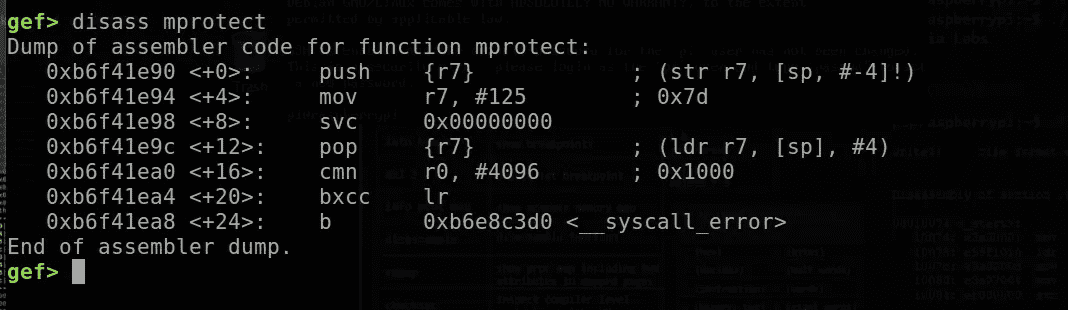 gef> disass mprotect
Dump of assembler code for function mprotect:
0xb6f41e90 <+0>: push {r7} ; (str r7, [sp, #-4]!)
0xb6f41e94 <+4>: mov r7, #125 ; 0x7d
0xb6f41e98 <+8>: svc 0x00000000
0xb6f41e9c <+12>: pop {r7} ; (ldr r7, [sp], #4)
0xb6f41ea0 <+16>: cmn r0, #4096 ; 0x1000
0xb6f41ea4 <+20>: bxcc lr
0xb6f41ea8 <+24>: b 0xb6e8c3d0 <__syscall_error>
End of assembler dump.
gef>